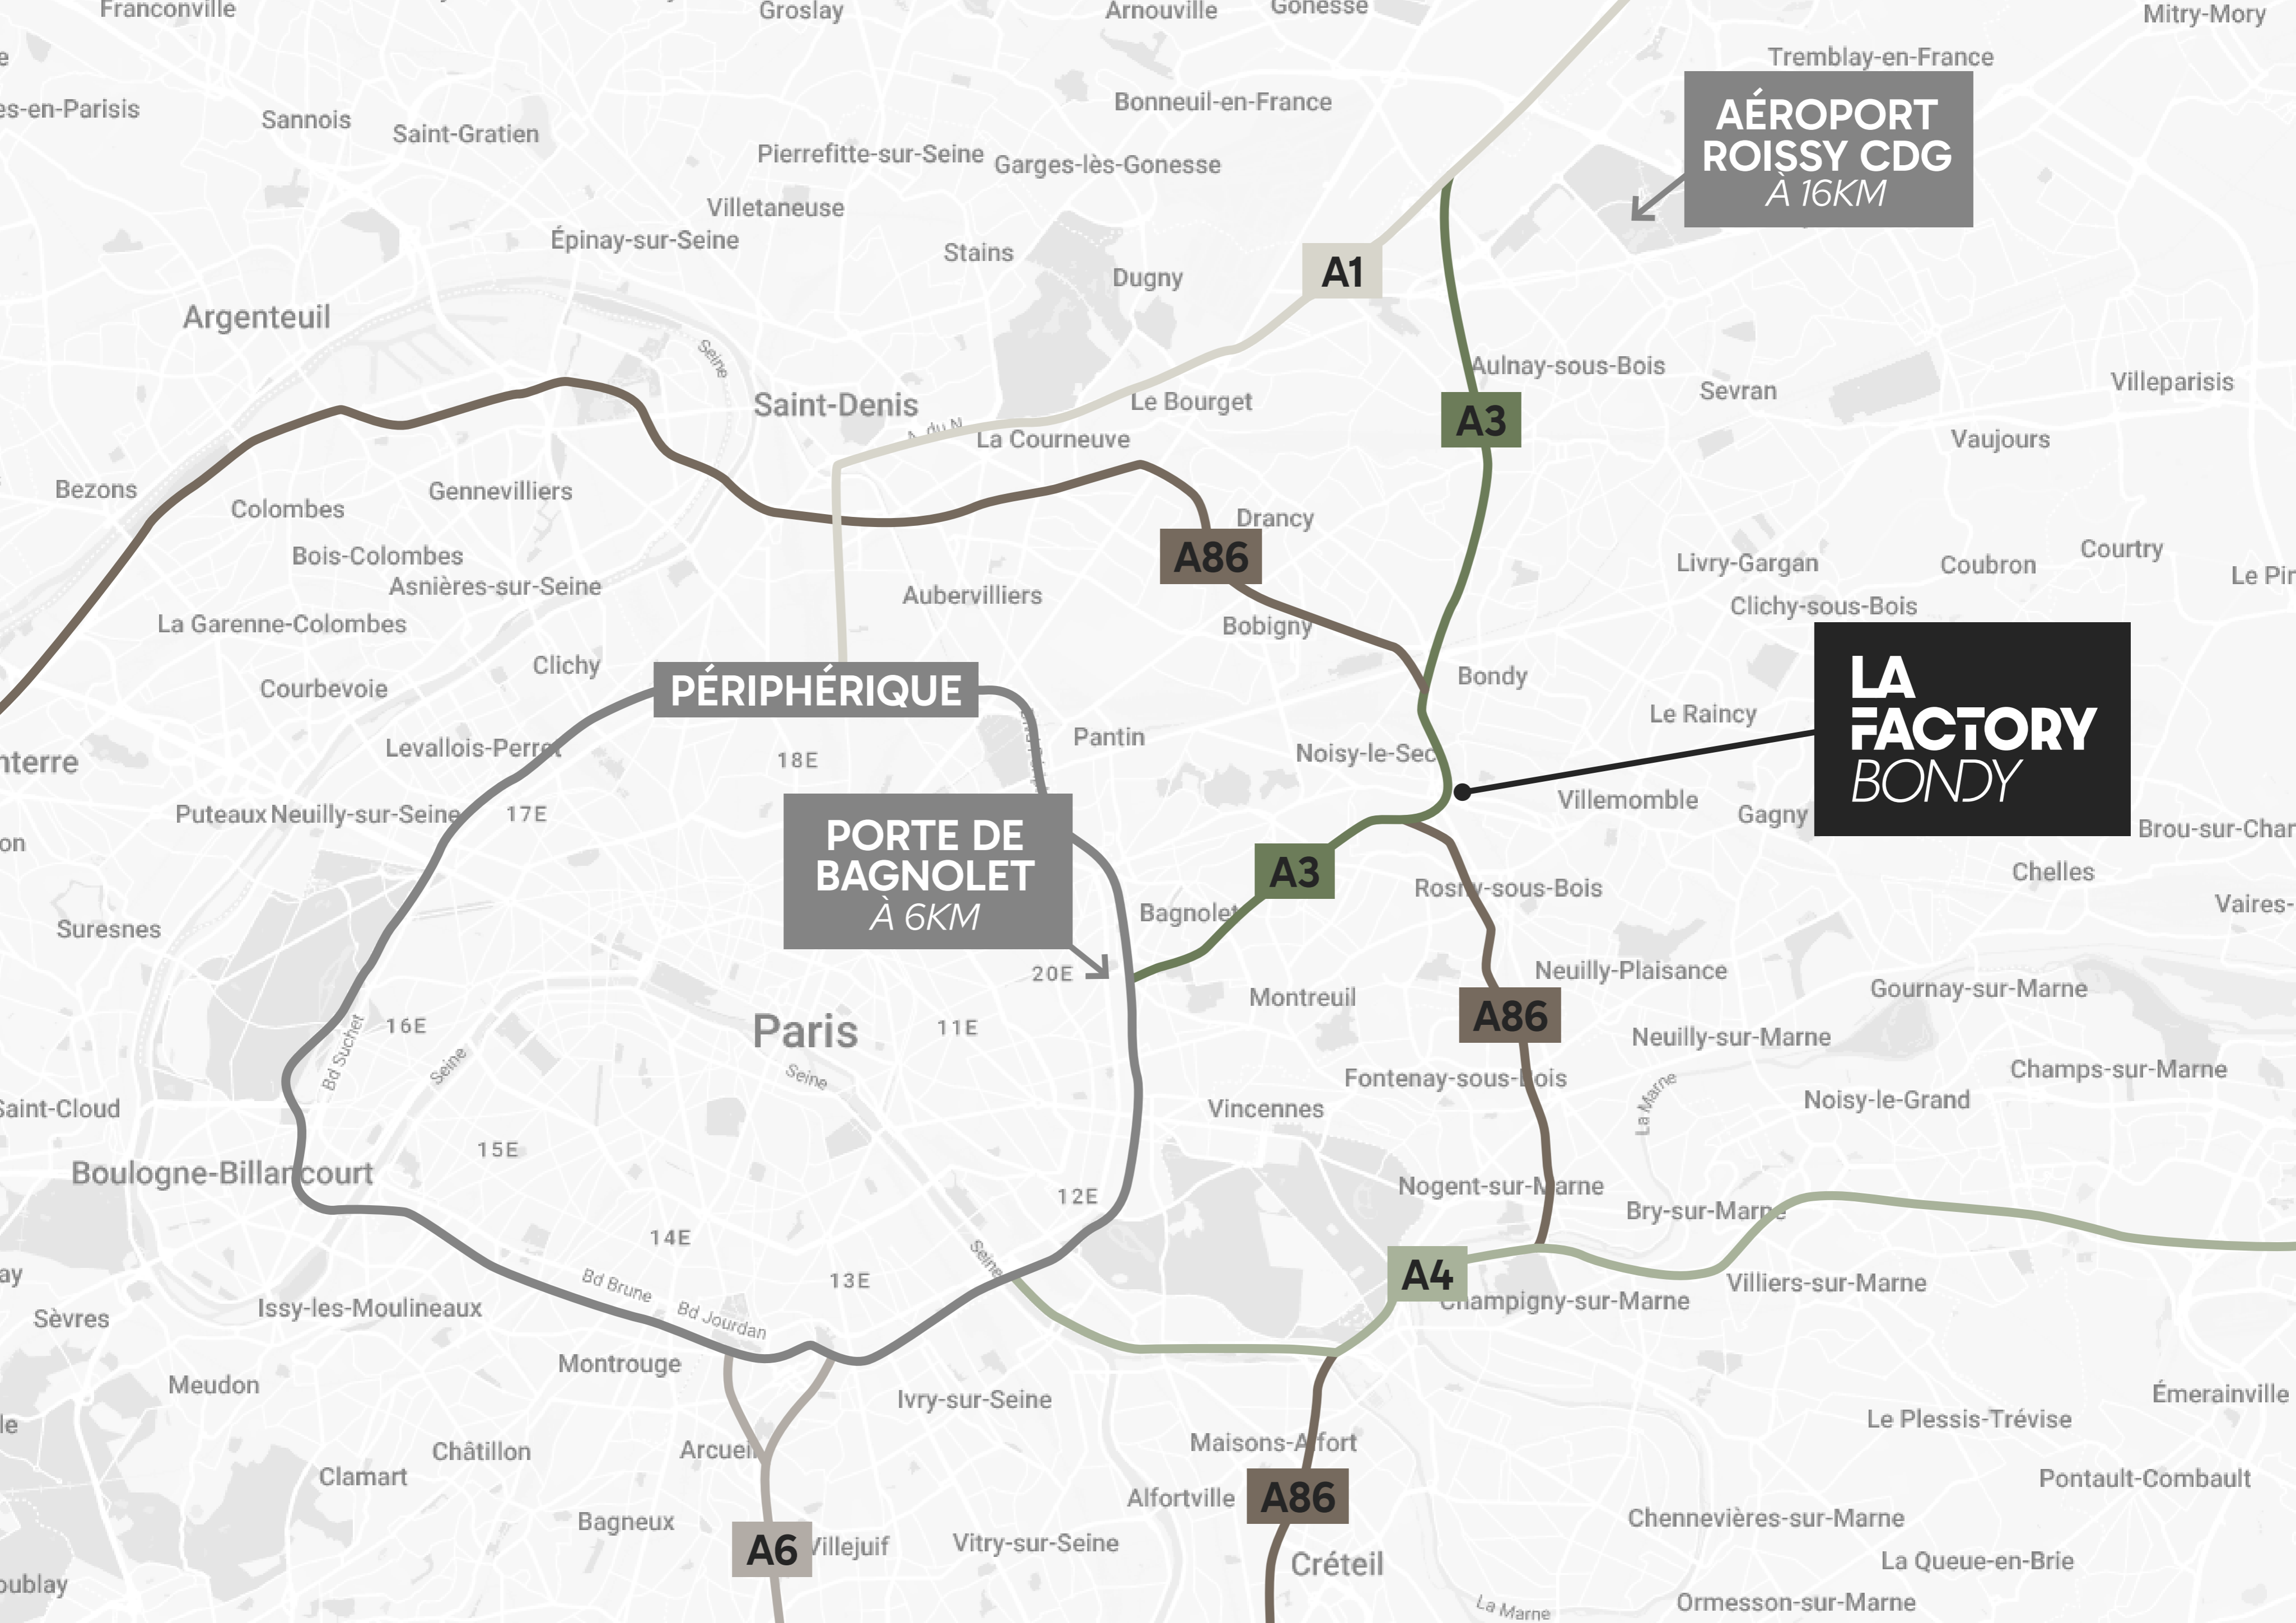 Franconville
Groslay
Arnouville
Gonesse
Mitry-Mory
Tremblay-en-France
es-en-Parisis
Sannois
Saint-Gratien
Bonneuil-en-France
AÉROPORT
ROISSY CDG
À 16KM
Pierrefitte-sur-Seine
Garges-lès-Gonesse
Villetaneuse
Épinay-sur-Seine
Stains
Dugny
A1
Argenteuil
Seine
Aulnay-sous-Bois
Sevran
Villeparisis
Saint-Denis
Le Bourget
A3
A. du N
La Courneuve
Vaujours
Bezons
Colombes
Gennevilliers
Drancy
A86
Bois-Colombes
Asnières-sur-Seine
Aubervilliers
Livry-Gargan
Coubron
Courtry
Le Pin
Clichy-sous-Bois
La Garenne-Colombes
Bobigny
Clichy
Courbevoie
PÉRIPHÉRIQUE
Bondy
LA
FACTORY
BONDY
Le Raincy
nterre
Levallois-Perret
18E
Pantin
Noisy-le-Sec
Puteaux
Neuilly-sur-Seine
17E
Villemomble
Gagny
Brou-sur-Chan
on
PORTE DE
BAGNOLET
À 6KM
A3
Rosny-sous-Bois
Chelles
Vaires-
Suresnes
Bagnolet
20E
Neuilly-Plaisance
Montreuil
Gournay-sur-Marne
16E
Paris
11E
A86
Neuilly-sur-Marne
Bd Suchet
Seine
Seine
Fontenay-sous-Bois
Champs-sur-Marne
La Marne
Saint-Cloud
Vincennes
Noisy-le-Grand
15E
Boulogne-Billancourt
12E
Nogent-sur-Marne
Bry-sur-Marne
14E
Seine
13E
Bd Brune
Bd Jourdan
A4
ay
Villiers-sur-Marne
Sèvres
Issy-les-Moulineaux
Champigny-sur-Marne
Montrouge
Meudon
Ivry-sur-Seine
Émerainville
le
Le Plessis-Trévise
Châtillon
Arcueil
Maisons-Alfort
Clamart
Pontault-Combault
Alfortville
A86
Bagneux
Chennevières-sur-Marne
A6
Villejuif
Vitry-sur-Seine
Créteil
La Queue-en-Brie
oublay
La Marne
Ormesson-sur-Marne